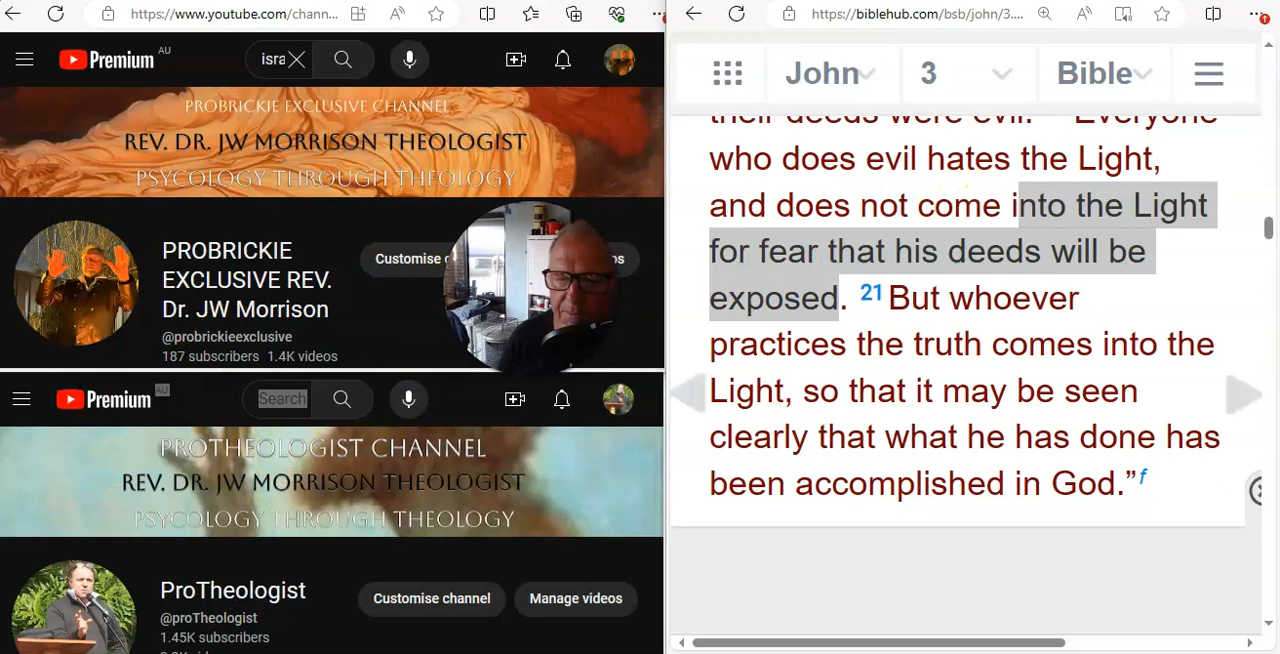 https://www.youtube.com/chann...
Premium AU
isra
PROBRICKIE EXCLUSIVE CHANNEL
REV. DR. JW MORRISON THEOLOGIST
PSYCOLOGY THROUGH THEOLOGY
PROBRICKIE
EXCLUSIVE REV.
Dr. JW Morrison
@probrickieexclusive
187 subscribers 1.4K videos
Customise c
os
Premium AU
Search
PROTHEOLOGIST CHANNEL
REV. DR. JW MORRISON THEOLOGIST
PSYCOLOGY THROUGH THEOLOGY
ProTheologist
@proTheologist
1.45K subscribers
Customise channel
Manage videos
https://biblehub.com/bsb/john/3....
John
3
Bible
their deeds were evil. Everyone
who does evil hates the Light,
and does not come into the Light
for fear that his deeds will be
exposed. 21 But whoever
practices the truth comes into the
Light, so that it may be seen
clearly that what he has done has
been accomplished in God.” f